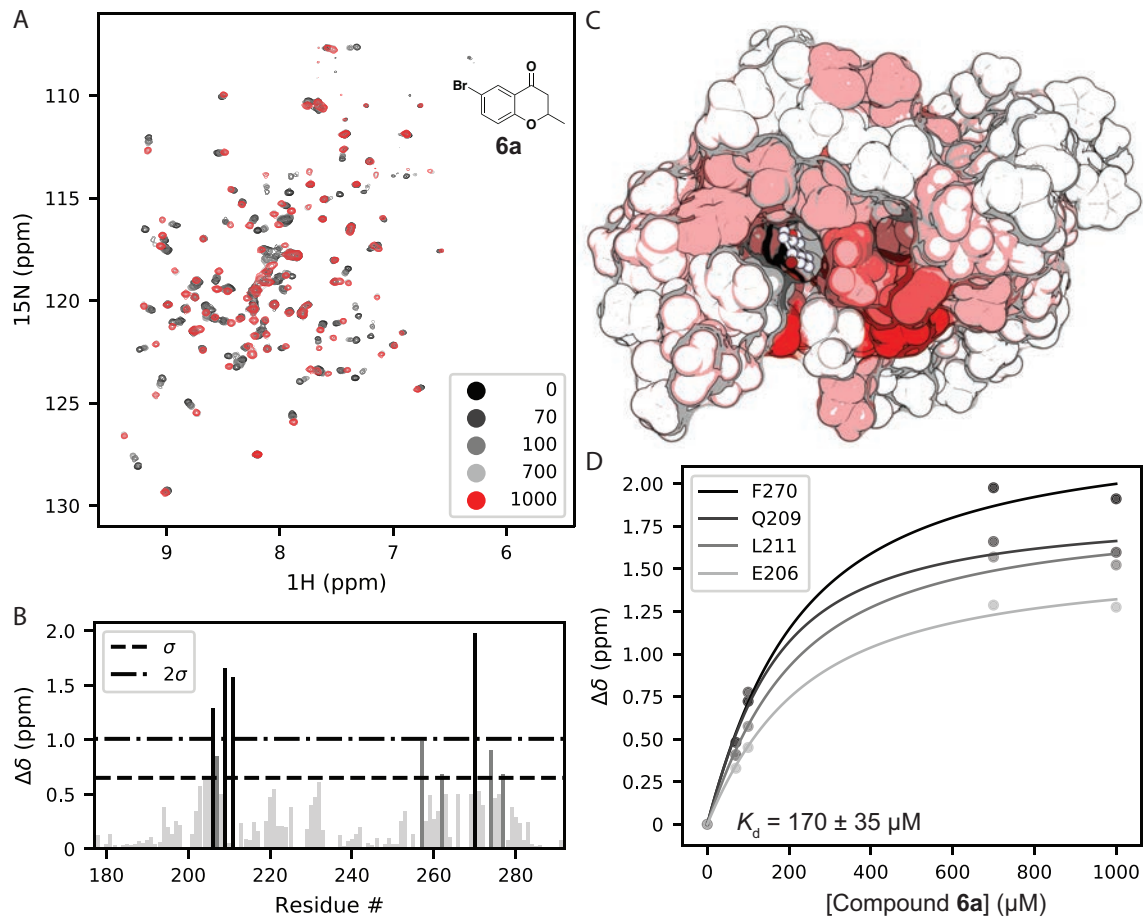 A
110
115
120
125
130
15N (ppm)
9
8
7
6
1H (ppm)
O
Br
O
6a
0
70
100
700
1000
B
2.0
1.5
1.0
0.5
0
Δδ (ppm)
σ
2σ
180
200
220
240
260
280
Residue #
C
D
2.00
1.75
1.50
1.25
1.00
0.75
0.50
0.25
0
Δδ (ppm)
F270
Q209
L211
E206
Kd = 170 ± 35 µM
0
200
400
600
800
1000
[Compound 6a] (µM)